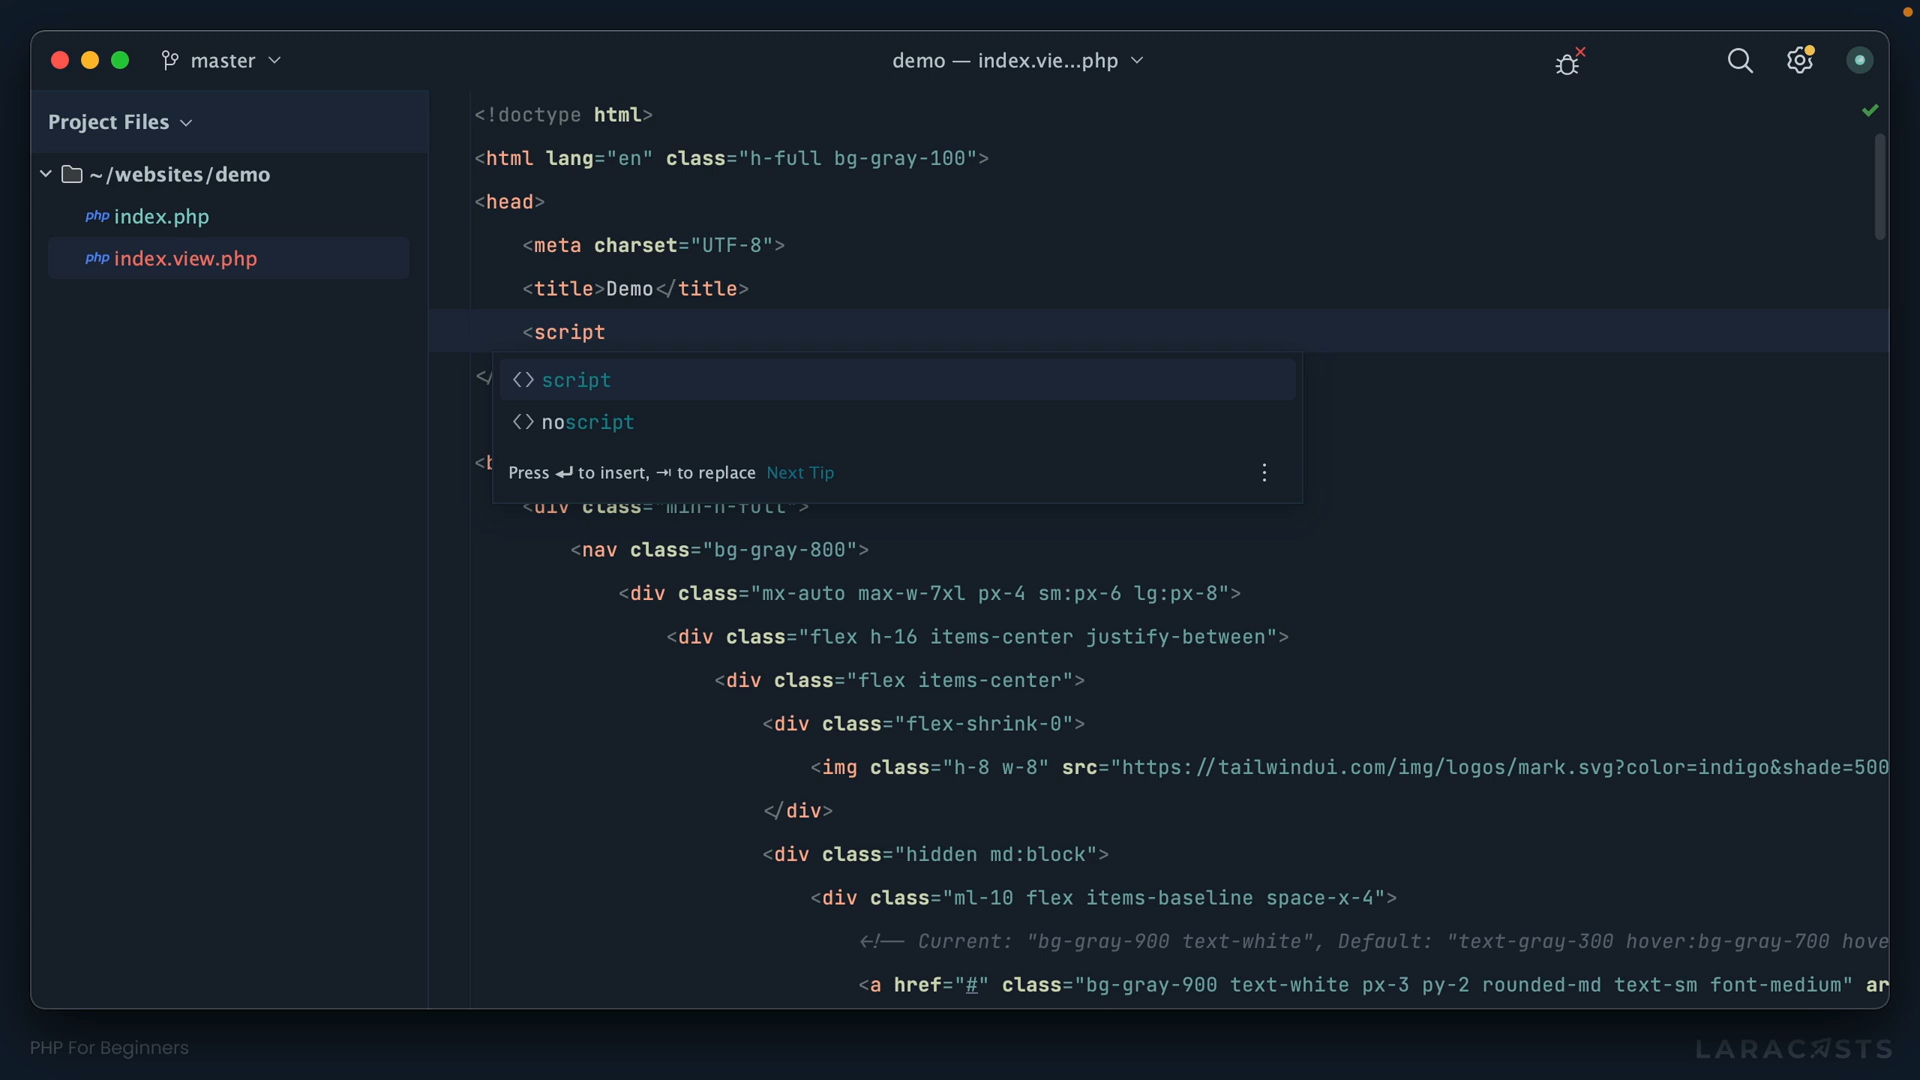 master
demo — index.vie...php
Project Files
~/websites/demo
php index.php
php index.view.php
<!doctype html>
<html lang="en" class="h-full bg-gray-100">
<head>
<meta charset="UTF-8">
<title>Demo</title>
<script
</
<> script
<> noscript
<b
Press ↵ to insert, ⇥ to replace Next Tip
<div class="min-h-full">
<nav class="bg-gray-800">
<div class="mx-auto max-w-7xl px-4 sm:px-6 lg:px-8">
<div class="flex h-16 items-center justify-between">
<div class="flex items-center">
<div class="flex-shrink-0">
<img class="h-8 w-8" src="https://tailwindui.com/img/logos/mark.svg?color=indigo&shade=500
</div>
<div class="hidden md:block">
<div class="ml-10 flex items-baseline space-x-4">
<!-- Current: "bg-gray-900 text-white", Default: "text-gray-300 hover:bg-gray-700 hove
<a href="#" class="bg-gray-900 text-white px-3 py-2 rounded-md text-sm font-medium" ar
PHP For Beginners
LARACASTS